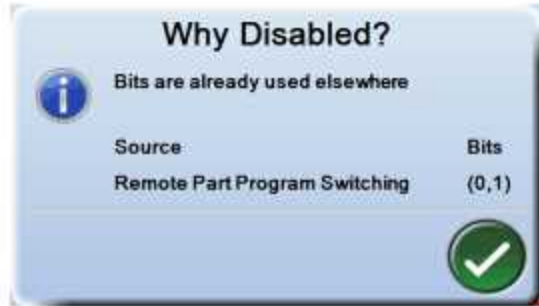 Why Disabled?
Bits are already used elsewhere
Source Bits
Remote Part Program Switching (0,1)